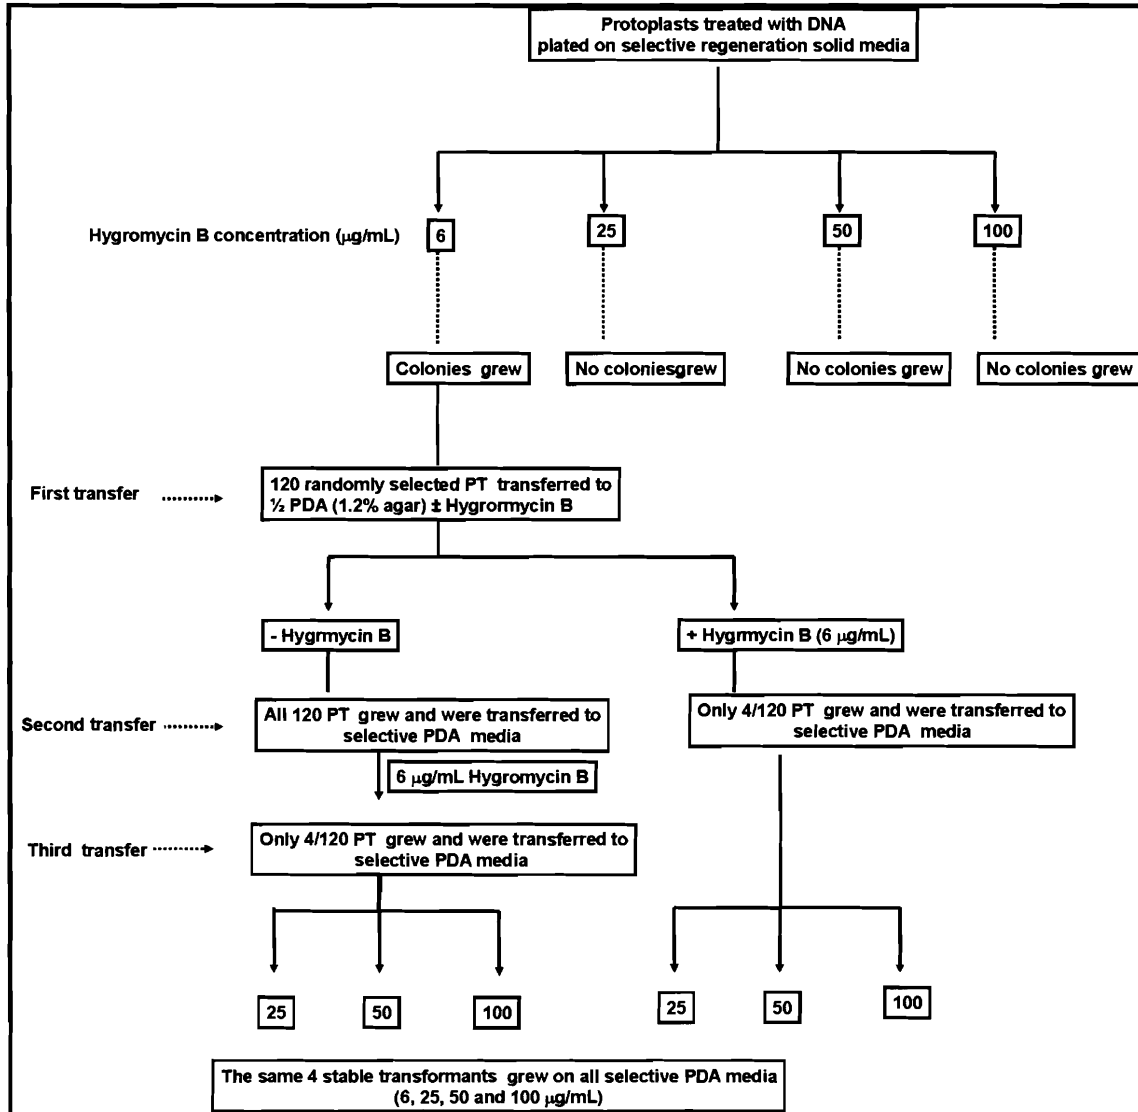 Protoplasts treated with DNA
plated on selective regeneration solid media
Hygromycin B concentration (μg/mL)
6
25
50
100
Colonies grew
No coloniesgrew
No colonies grew
No colonies grew
First transfer
120 randomly selected PT transferred to
½ PDA (1.2% agar) ± Hygrormycin B
- Hygrmycin B
+ Hygrmycin B (6 μg/mL)
Second transfer
All 120 PT grew and were transferred to
selective PDA media
Only 4/120 PT grew and were transferred to
selective PDA media
6 μg/mL Hygromycin B
Third transfer
Only 4/120 PT grew and were transferred to
selective PDA media
25
50
100
25
50
100
The same 4 stable transformants grew on all selective PDA media
(6, 25, 50 and 100 μg/mL)